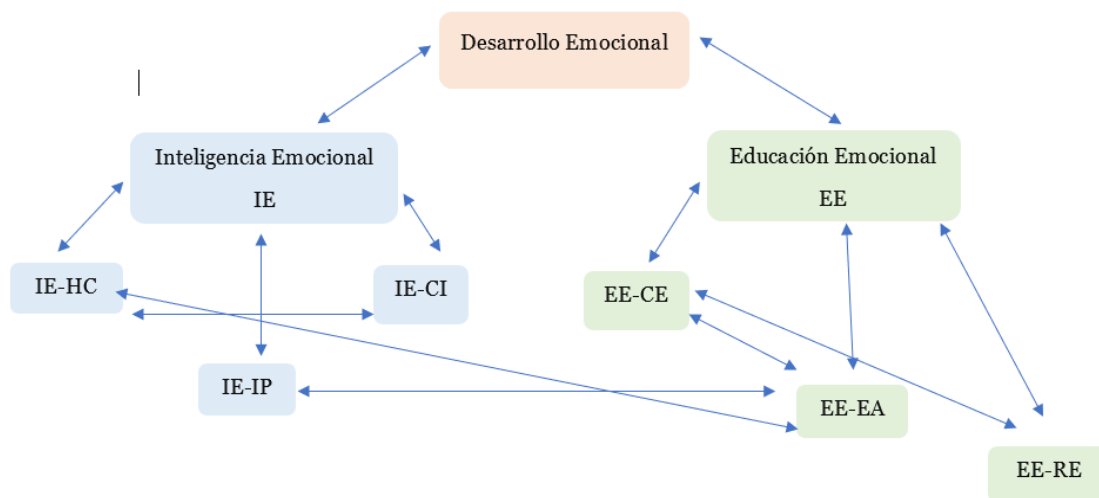 Desarrollo Emocional
Inteligencia Emocional
IE
Educación Emocional
EE
IE-HC
IE-CI
EE-CE
IE-IP
EE-EA
EE-RE